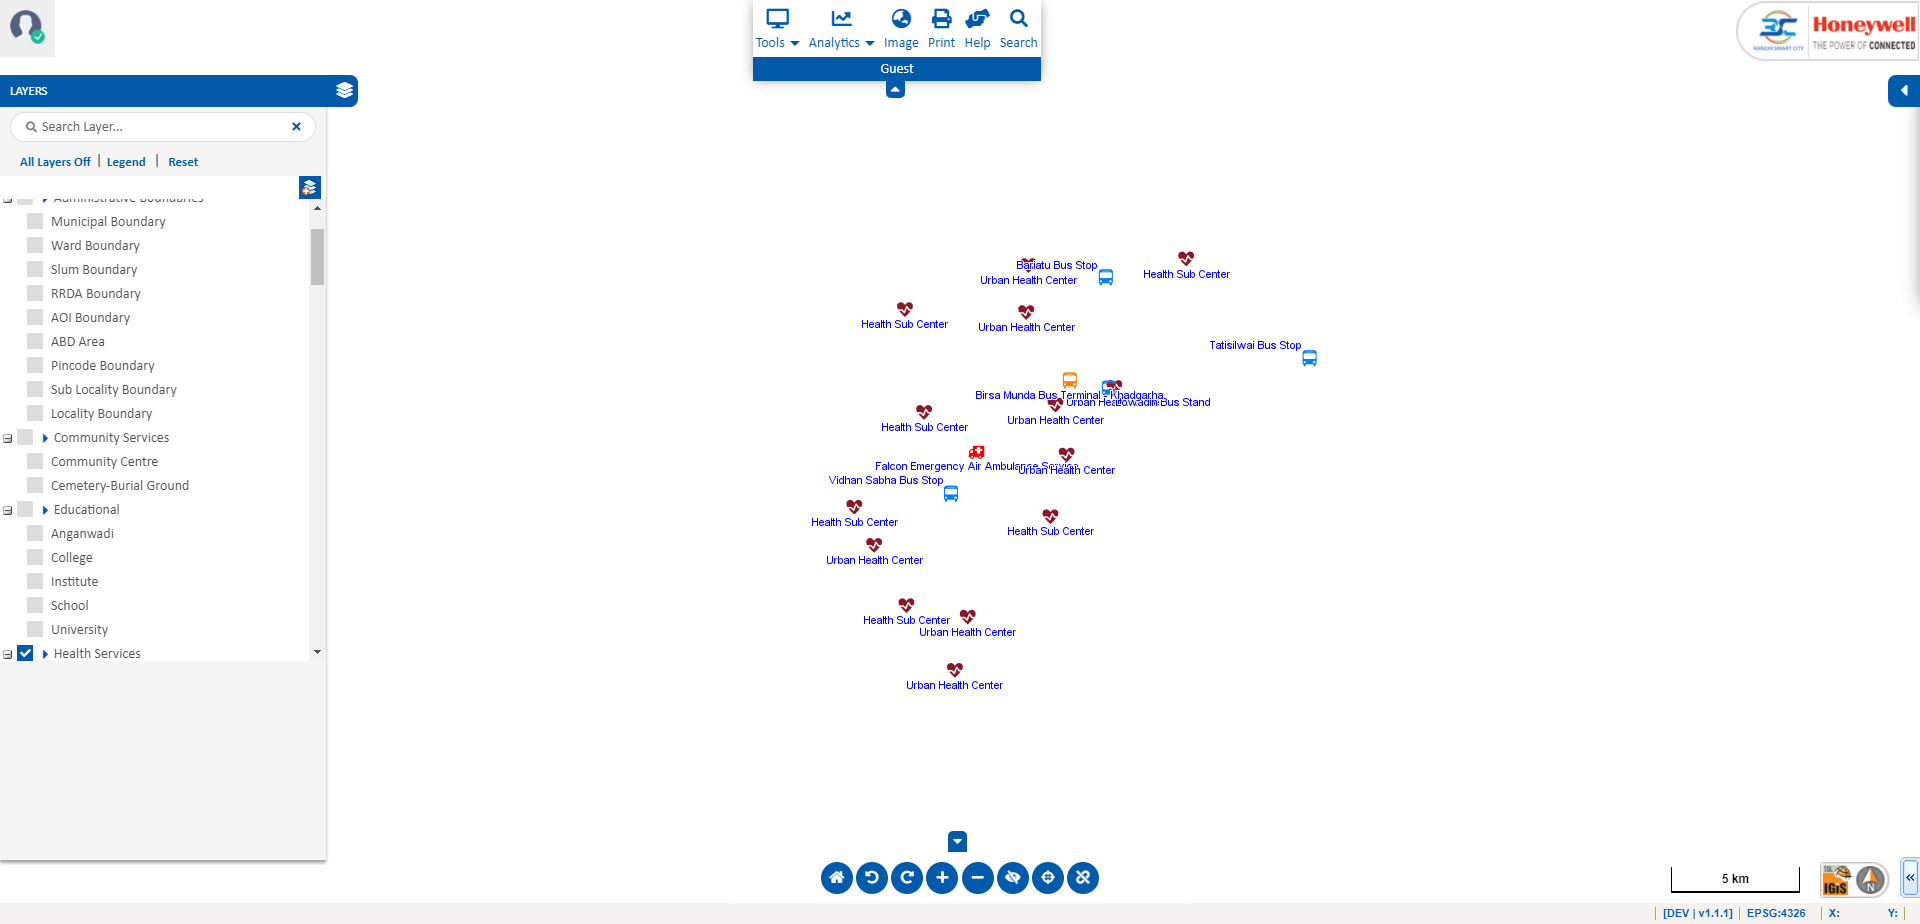 Tools
Analytics
Image
Print
Help
Search
Guest
RANCHI SMART CITY
Honeywell
THE POWER OF CONNECTED
LAYERS
Search Layer...
All Layers Off | Legend | Reset
Administrative Boundaries
Municipal Boundary
Ward Boundary
Slum Boundary
RRDA Boundary
AOI Boundary
ABD Area
Pincode Boundary
Sub Locality Boundary
Locality Boundary
Community Services
Community Centre
Cemetery-Burial Ground
Educational
Anganwadi
College
Institute
School
University
Health Services
Bariatu Bus Stop
Urban Health Center
Health Sub Center
Health Sub Center
Urban Health Center
Tatisilwai Bus Stop
Birsa Munda Bus Terminal - Khadgarha
Urban
Bus Stand
Urban Health Center
Health Sub Center
Falcon Emergency Air Ambulance Service
Urban Health Center
Vidhan Sabha Bus Stop
Health Sub Center
Health Sub Center
Urban Health Center
Health Sub Center
Urban Health Center
Urban Health Center
5 km
IGiS
N
[DEV | v1.1.1]
EPSG:4326
X:
Y: